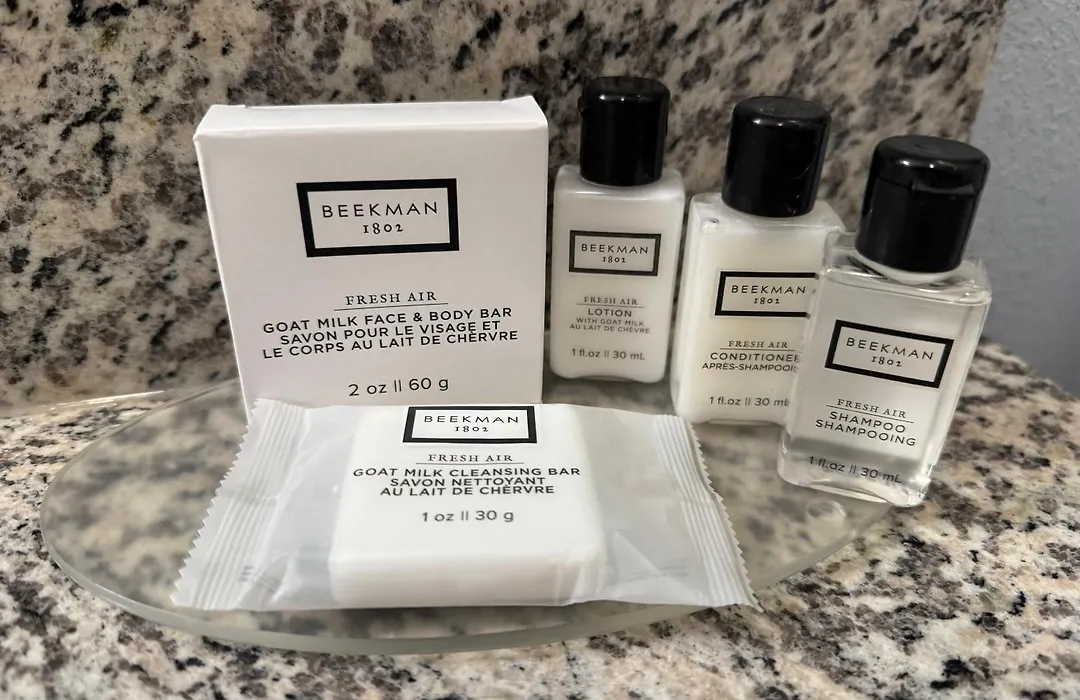 BEEKMAN
1802
FRESH AIR
GOAT MILK FACE & BODY BAR
SAVON POUR LE VISAGE ET
LE CORPS AU LAIT DE CHÈRVRE
2 oz || 60 g
BEEKMAN
1802
FRESH AIR
LOTION
WITH GOAT MILK
AU LAIT DE CHÈVRE
1 fl.oz || 30 mL
BEEKMAN
1802
FRESH AIR
CONDITIONER
APRÈS-SHAMPOOI
1 fl.oz || 30 mL
BEEKMAN
1802
FRESH AIR
SHAMPOO
SHAMPOOING
1 fl.oz || 30 mL
BEEKMAN
1802
FRESH AIR
GOAT MILK CLEANSING BAR
SAVON NETTOYANT
AU LAIT DE CHÈRVRE
1 oz || 30 g